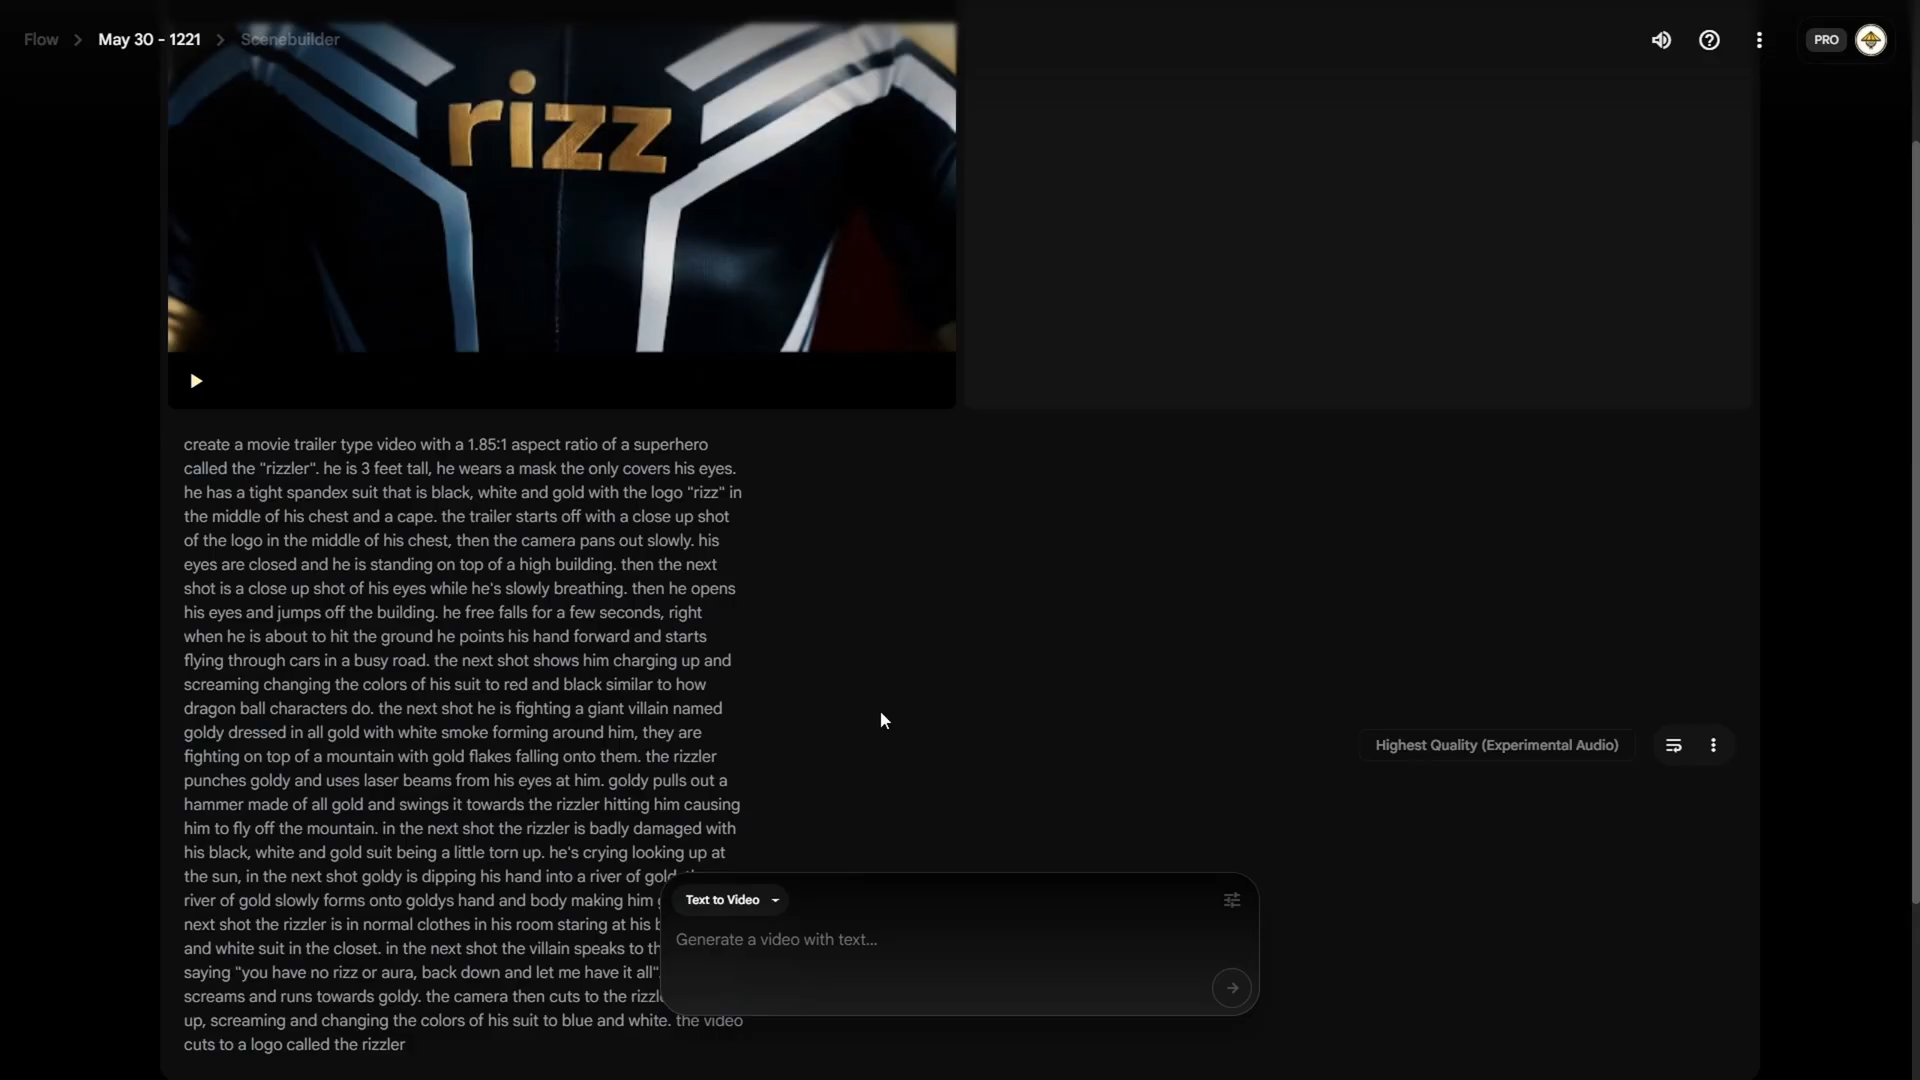 Flow > May 30 - 1221 > Scenebuilder
PRO
rizz
create a movie trailer type video with a 1.85:1 aspect ratio of a superhero
called the "rizzler". he is 3 feet tall, he wears a mask the only covers his eyes.
he has a tight spandex suit that is black, white and gold with the logo "rizz" in
the middle of his chest and a cape. the trailer starts off with a close up shot
of the logo in the middle of his chest, then the camera pans out slowly. his
eyes are closed and he is standing on top of a high building. then the next
shot is a close up shot of his eyes while he's slowly breathing. then he opens
his eyes and jumps off the building. he free falls for a few seconds, right
when he is about to hit the ground he points his hand forward and starts
flying through cars in a busy road. the next shot shows him charging up and
screaming changing the colors of his suit to red and black similar to how
dragon ball characters do. the next shot he is fighting a giant villain named
goldy dressed in all gold with white smoke forming around him, they are
fighting on top of a mountain with gold flakes falling onto them. the rizzler
punches goldy and uses laser beams from his eyes at him. goldy pulls out a
hammer made of all gold and swings it towards the rizzler hitting him causing
him to fly off the mountain. in the next shot the rizzler is badly damaged with
his black, white and gold suit being a little torn up. he's crying looking up at
the sun, in the next shot goldy is dipping his hand into a river of gold
river of gold slowly forms onto goldys hand and body making him
next shot the rizzler is in normal clothes in his room staring at his
and white suit in the closet. in the next shot the villain speaks to
saying "you have no rizz or aura, back down and let me have it all"
screams and runs towards goldy. the camera then cuts to the
up, screaming and changing the colors of his suit to blue and white. the video
cuts to a logo called the rizzler
Highest Quality (Experimental Audio)
Text to Video
Generate a video with text...